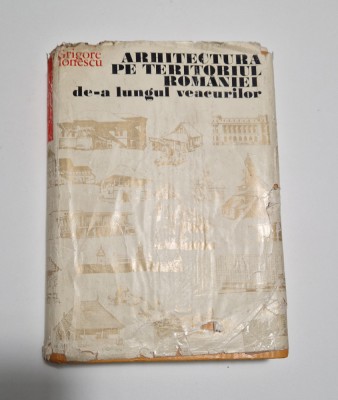 Grigore
Ionescu
ARHITECTURA
PE TERITORIUL
ROMÂNIEI
de-a lungul veacurilor